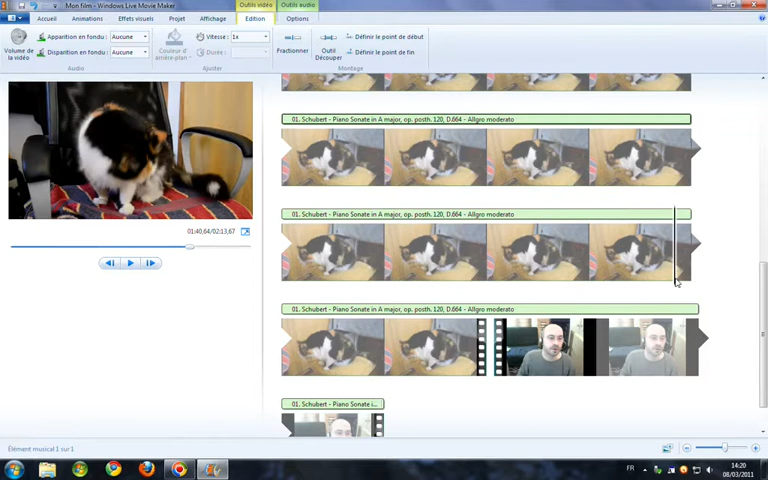 Mon film - Windows Live Movie Maker
Outils vidéo
Outils audio
Accueil
Animations
Effets visuels
Projet
Affichage
Edition
Options
Volume de la vidéo
Apparition en fondu :
Aucune
Disparition en fondu :
Aucune
Audio
Couleur d'arrière-plan
Vitesse :
1x
Durée :
Ajuster
Fractionner
Outil Découper
Définir le point de début
Définir le point de fin
Montage
01. Schubert - Piano Sonate in A major, op. posth. 120, D.664 - Allgro moderato
01. Schubert - Piano Sonate in A major, op. posth. 120, D.664 - Allgro moderato
01:40,64/02:13,67
01. Schubert - Piano Sonate in A major, op. posth. 120, D.664 - Allgro moderato
01. Schubert - Piano Sonate i...
Élément musical 1 sur 1
FR
14:20
08/03/2011